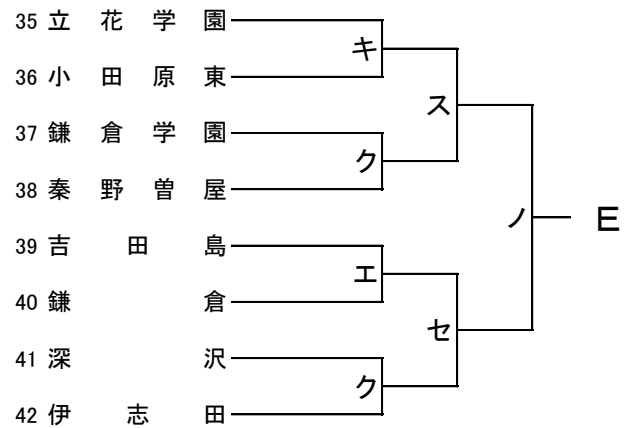 35 立花学園
キ
36 小田原東
ス
37 鎌倉学園
ク
38 秦野曽屋
ノ E
39 吉田島
エ
40 鎌倉
セ
41 深沢
ク
42 伊志田